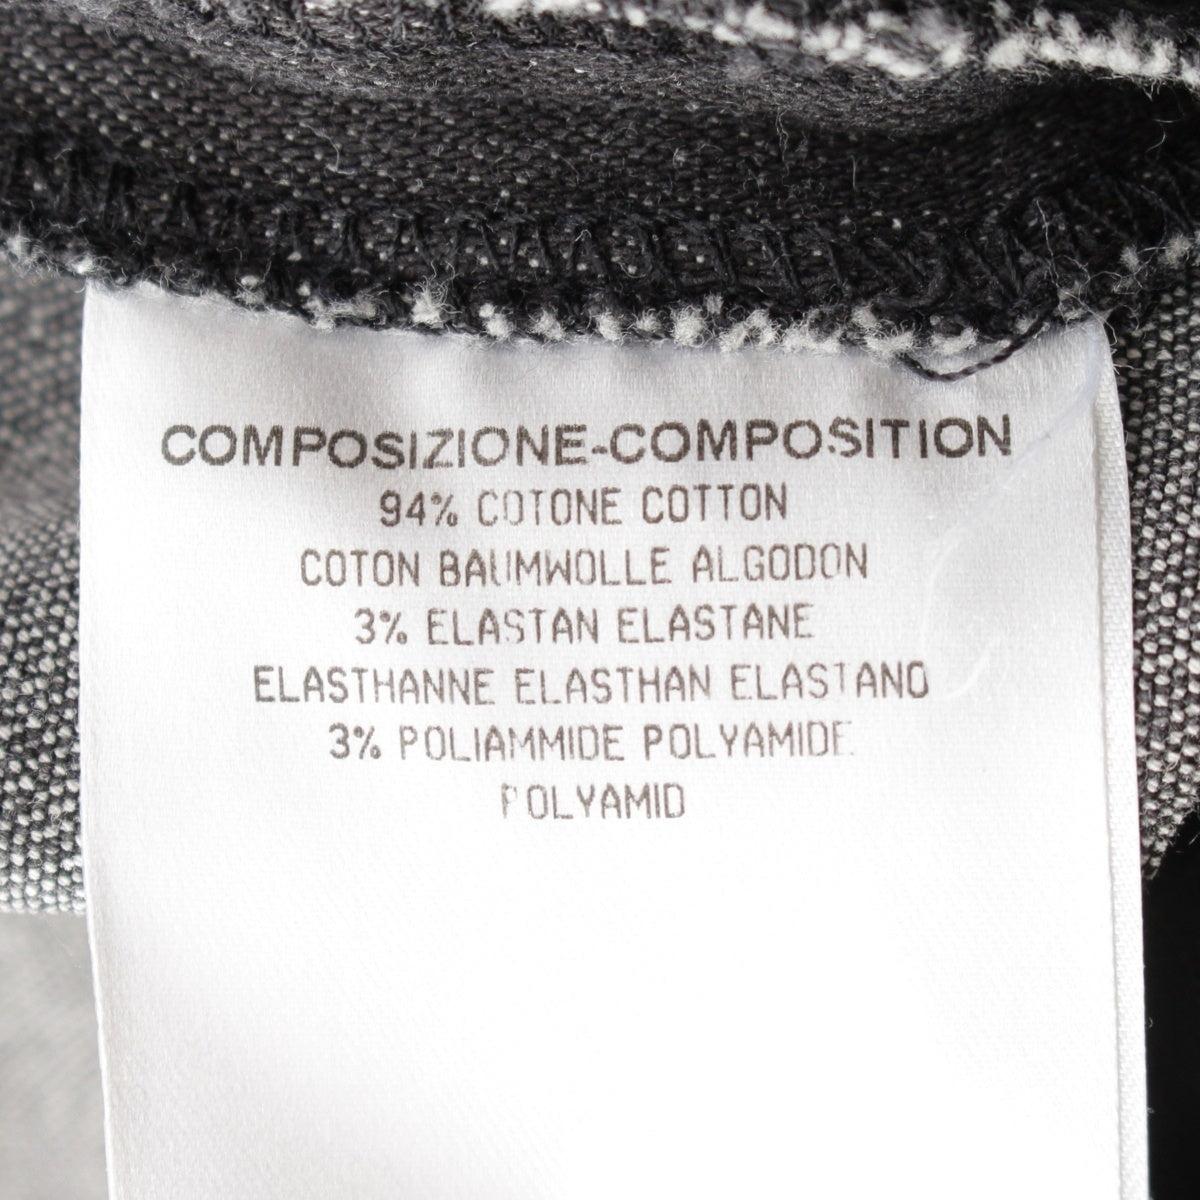 COMPOSIZIONE-COMPOSITION
94% COTONE COTTON
COTON BAUMWOLLE ALGODON
3% ELASTAN ELASTANE
ELASTHANNE ELASTHAN ELASTANO
3% POLIAMMIDE POLYAMIDE
POLYAMID